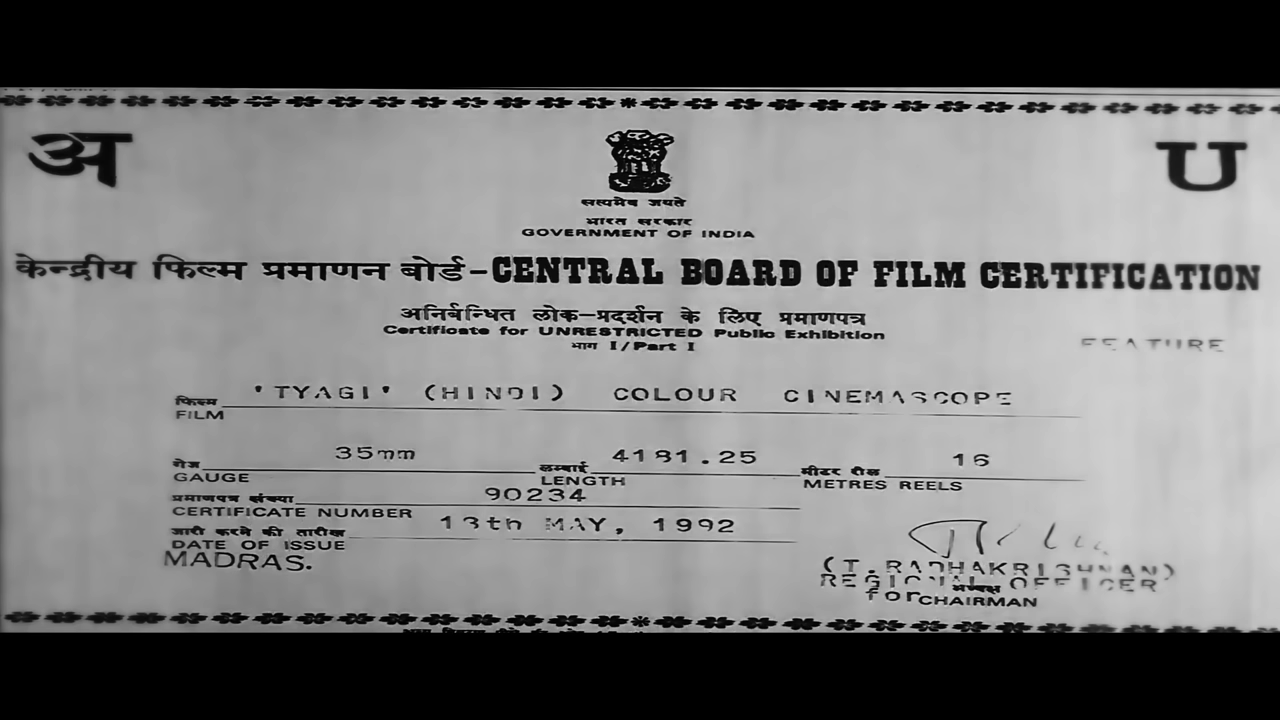 अ
U
सत्यमेव जयते
भारत सरकार
GOVERNMENT OF INDIA
केन्द्रीय फिल्म प्रमाणन बोर्ड-CENTRAL BOARD OF FILM CERTIFICATION
अनिर्बन्धित लोक-प्रदर्शन के लिए प्रमाणपत्र
Certificate for UNRESTRICTED Public Exhibition
भाग I/Part I
FEATURE
फिल्म 'TYAGI' (HINDI) COLOUR CINEMASCOPE
FILM
गेज 35mm लम्बाई 4181.25 मीटर रील 16
GAUGE LENGTH METRES REELS
प्रमाणपत्र संख्या 90234
CERTIFICATE NUMBER
जारी करने की तारीख 13th MAY, 1992
DATE OF ISSUE
MADRAS.
(T.RADHAKRISHNAN)
REGIONAL OFFICER
for अध्यक्ष
CHAIRMAN